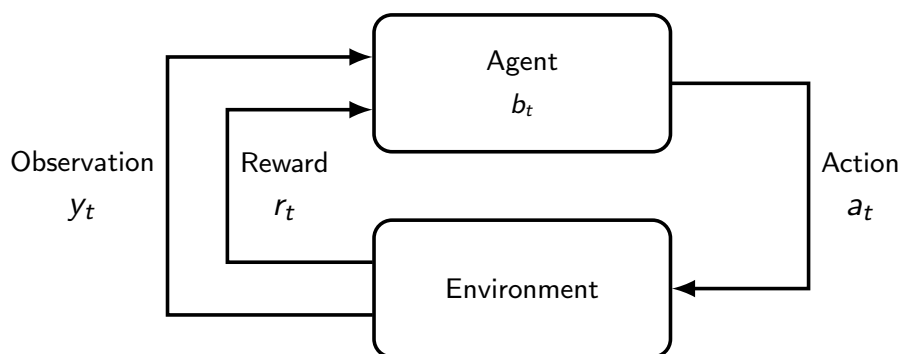 Agent
b_t
Observation
y_t
Reward
r_t
Action
a_t
Environment